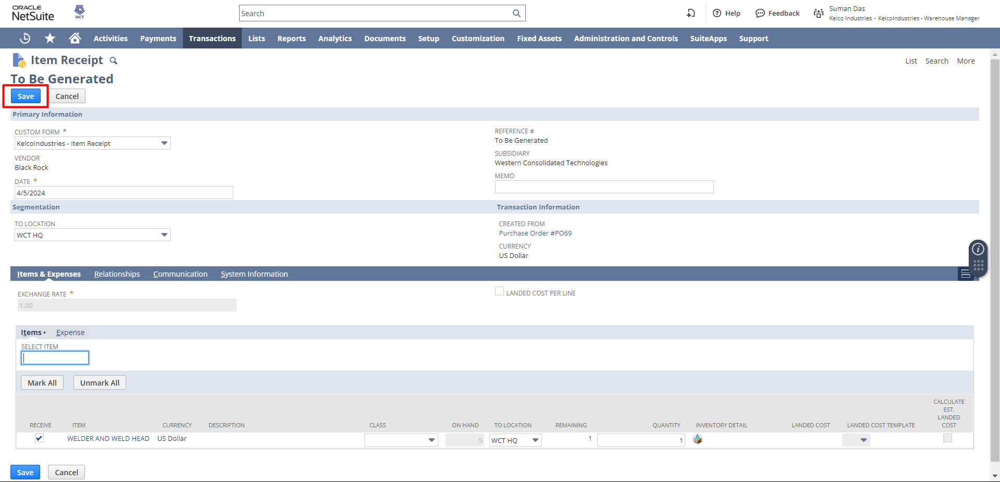 ORACLE
NetSuite
WCT
Search
Help
Feedback
Suman Das
Kelco Industries - KelcoIndustries - Warehouse Manager
Activities Payments Transactions Lists Reports Analytics Documents Setup Customization Fixed Assets Administration and Controls SuiteApps Support
Item Receipt
List Search More
To Be Generated
Save Cancel
Primary Information
CUSTOM FORM *
KelcoIndustries - Item Receipt
VENDOR
Black Rock
DATE *
4/5/2024
REFERENCE #
To Be Generated
SUBSIDIARY
Western Consolidated Technologies
MEMO
Segmentation
TO LOCATION
WCT HQ
Transaction Information
CREATED FROM
Purchase Order #PO69
CURRENCY
US Dollar
Items & Expenses Relationships Communication System Information
EXCHANGE RATE *
1.00
LANDED COST PER LINE
Items • Expense
SELECT ITEM
Mark All Unmark All
RECEIVE ITEM CURRENCY DESCRIPTION CLASS ON HAND TO LOCATION REMAINING QUANTITY INVENTORY DETAIL LANDED COST LANDED COST TEMPLATE CALCULATE EST. LANDED COST
WELDER AND WELD HEAD US Dollar 5 WCT HQ 1 1
Save Cancel